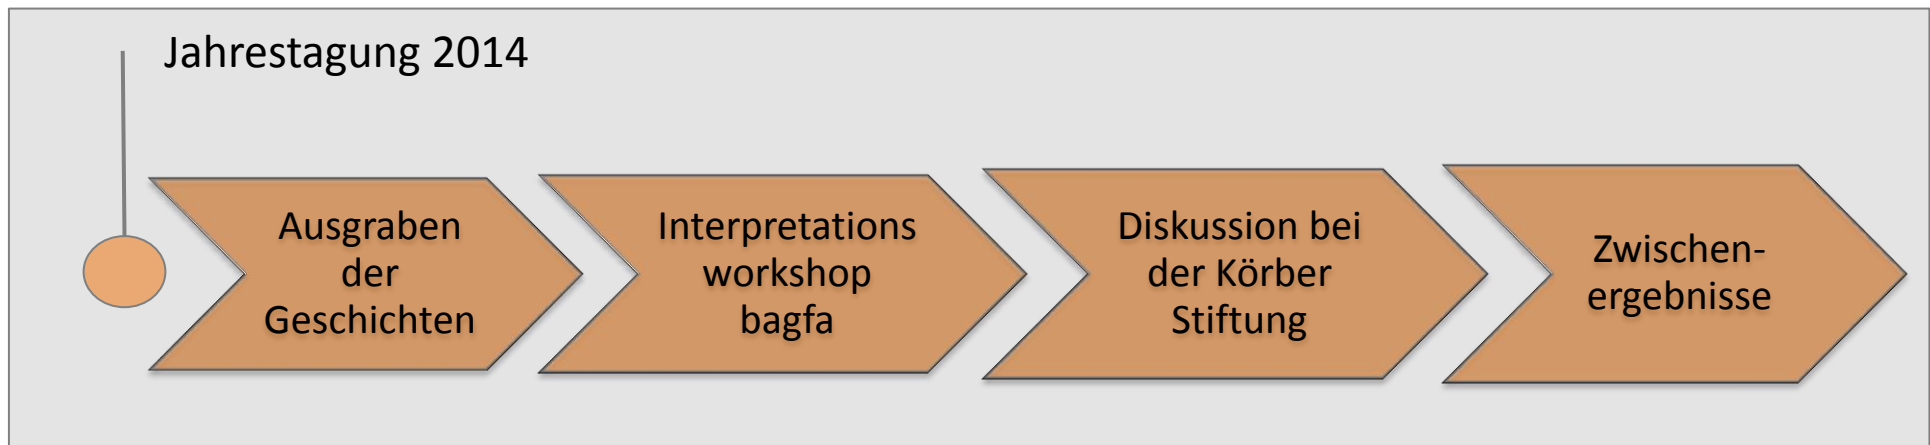 Jahrestagung 2014
Ausgraben
der
Geschichten
Interpretations
workshop
bagfa
Diskussion bei
der Körber
Stiftung
Zwischen-
ergebnisse